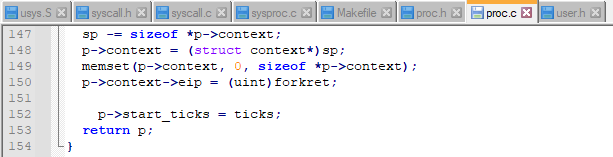 usys.S syscall.h syscall.c sysproc.c Makefile proc.h proc.c user.h
147 sp -= sizeof *p->context;
148 p->context = (struct context*)sp;
149 memset(p->context, 0, sizeof *p->context);
150 p->context->eip = (uint)forkret;
151
152 p->start_ticks = ticks;
153 return p;
154 }